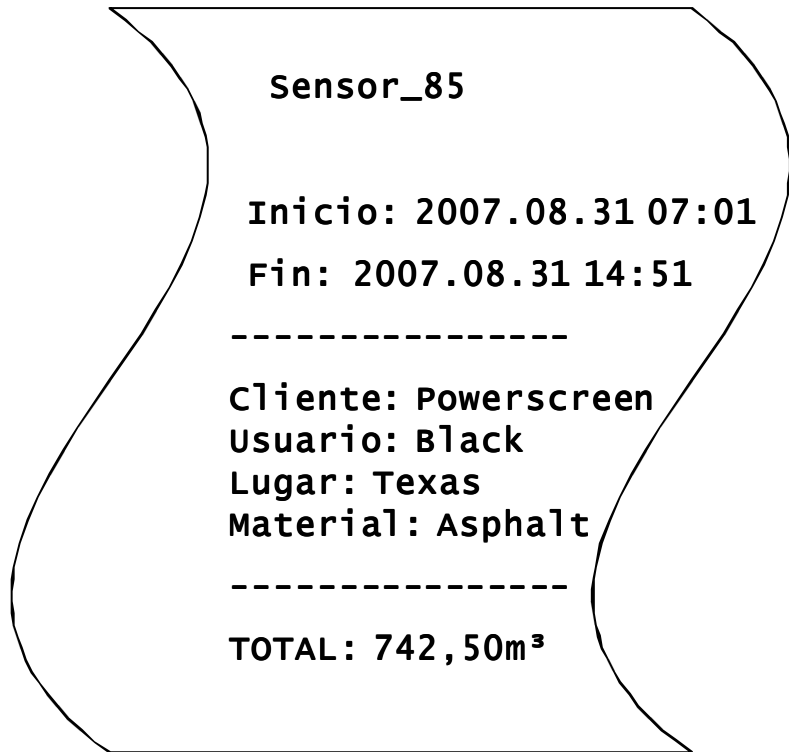 Sensor_85
Inicio: 2007.08.31 07:01
Fin: 2007.08.31 14:51
----------------
Cliente: Powerscreen
Usuario: Black
Lugar: Texas
Material: Asphalt
----------------
TOTAL: 742,50m³